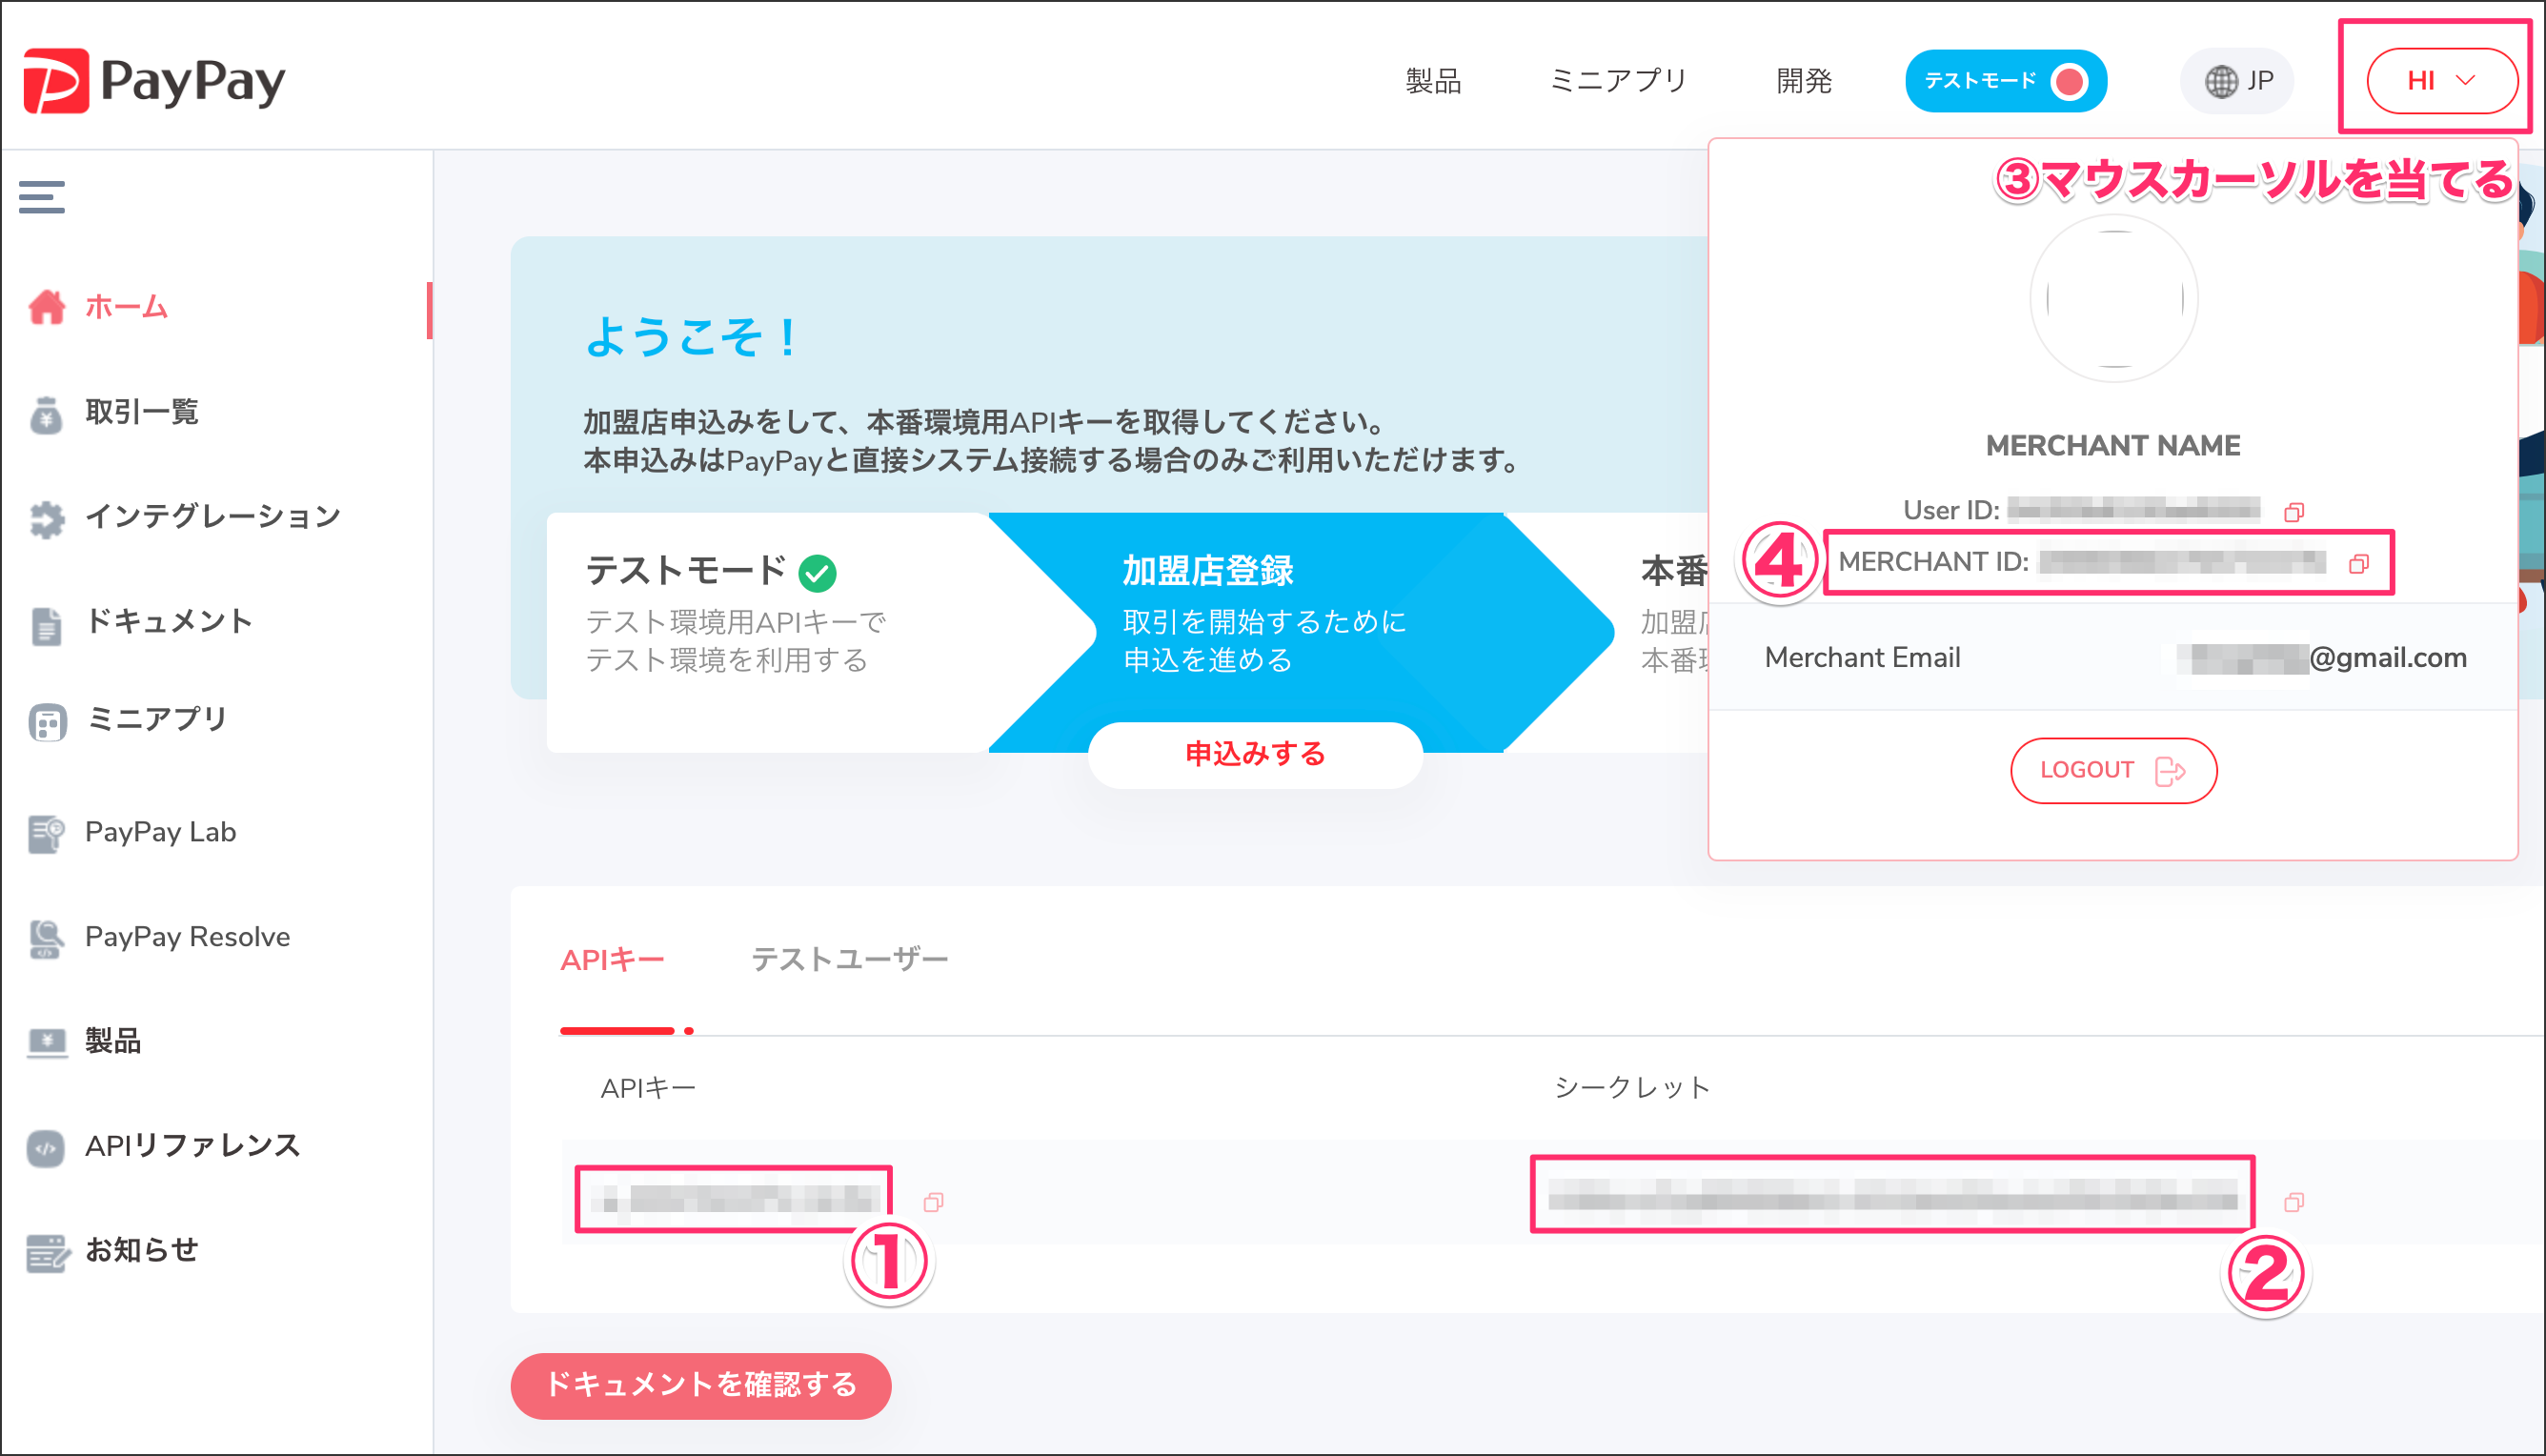 PayPay
製品
ミニアプリ
開発
テストモード
JP
HI
③マウスカーソルを当てる
ホーム
取引一覧
インテグレーション
ドキュメント
ミニアプリ
PayPay Lab
PayPay Resolve
製品
APIリファレンス
お知らせ
ようこそ！
加盟店申込みをして、本番環境用APIキーを取得してください。
本申込みはPayPayと直接システム接続する場合のみご利用いただけます。
テストモード
テスト環境用APIキーで
テスト環境を利用する
加盟店登録
取引を開始するために
申込を進める
申込みする
本番
加盟店
本番環
MERCHANT NAME
User ID:
④
MERCHANT ID:
Merchant Email
@gmail.com
LOGOUT
APIキー
テストユーザー
APIキー
シークレット
①
②
ドキュメントを確認する